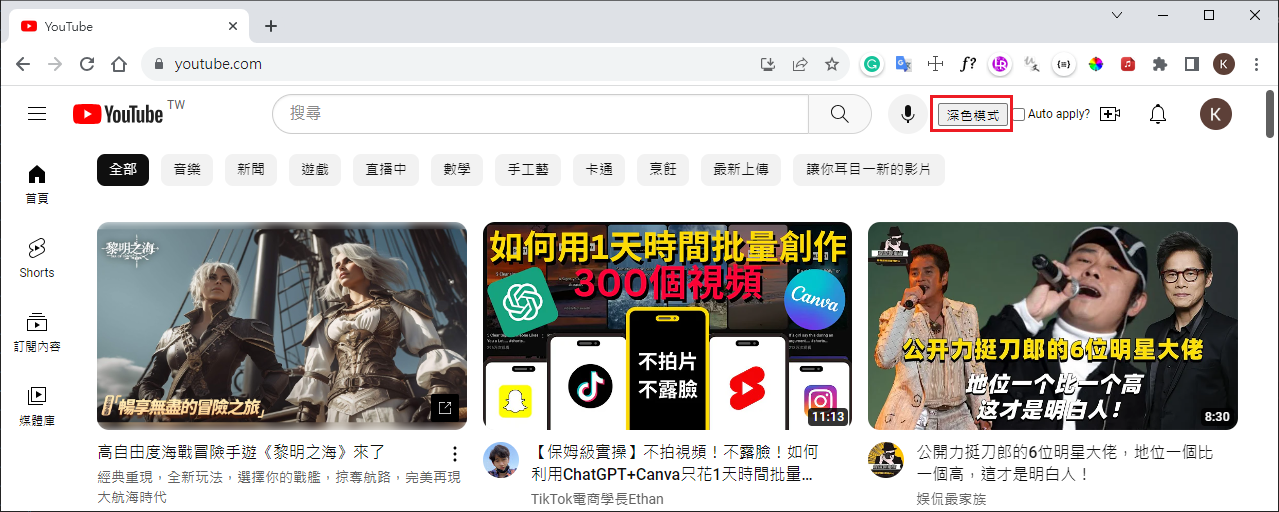 YouTube
youtube.com
YouTube TW
搜尋
深色模式
Auto apply?
K
全部
音樂
新聞
遊戲
直播中
數學
手工藝
卡通
烹飪
最新上傳
讓你耳目一新的影片
首頁
Shorts
訂閱內容
媒體庫
黎明之海
暢享無盡的冒險之旅
高自由度海戰冒險手遊《黎明之海》來了
經典重現，全新玩法，選擇你的戰艦，掠奪航路，完美再現
大航海時代
如何用1天時間批量創作
300個視頻
Canva
不拍片
不露臉
11:13
【保姆級實操】不拍視頻！不露臉！如何
利用ChatGPT+Canva只花1天時間批量...
TikTok電商學長Ethan
公开力挺刀郎的6位明星大佬
地位一个比一个高
这才是明白人！
8:30
公開力挺刀郎的6位明星大佬，地位一個比
一個高，這才是明白人！
娱侃最家族